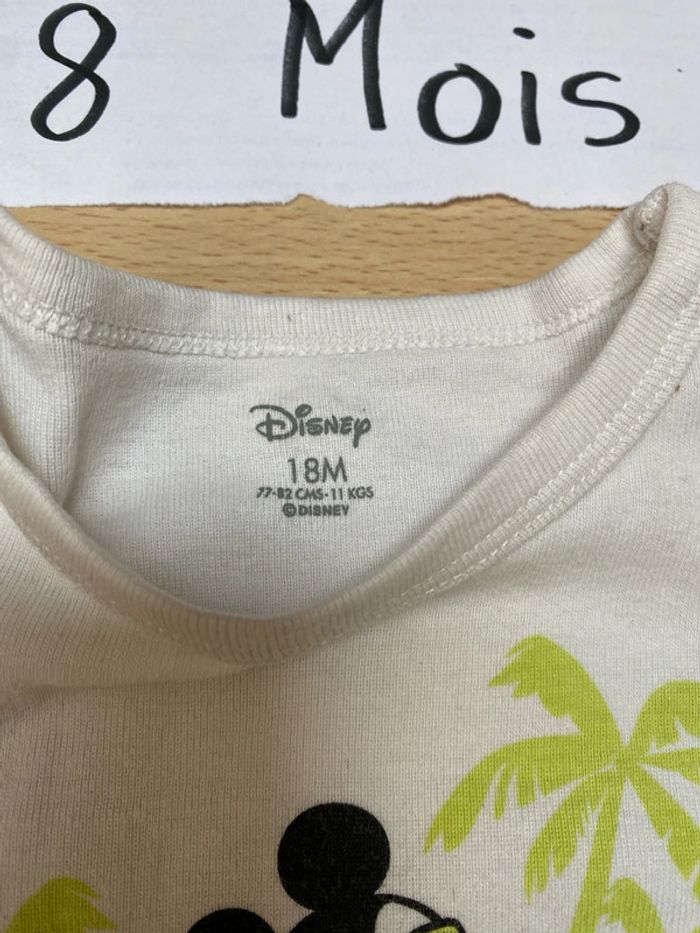 8 Mois
Disney
18M
77-82 CMS-11 KGS
©DISNEY